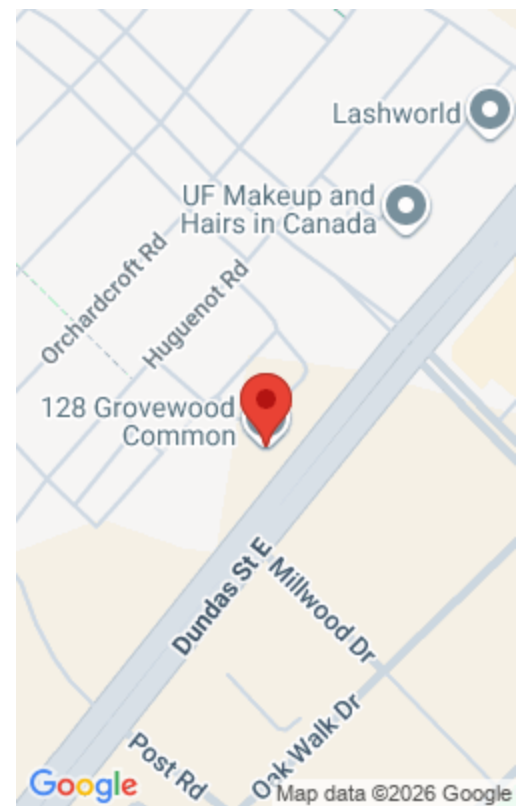 Lashworld
UF Makeup and
Hairs in Canada
Orchardcroft Rd
Huguenot Rd
128 Grovewood
Common
Dundas St E
Millwood Dr
Oak Walk Dr
Post Rd
Google
Map data ©2026 Google